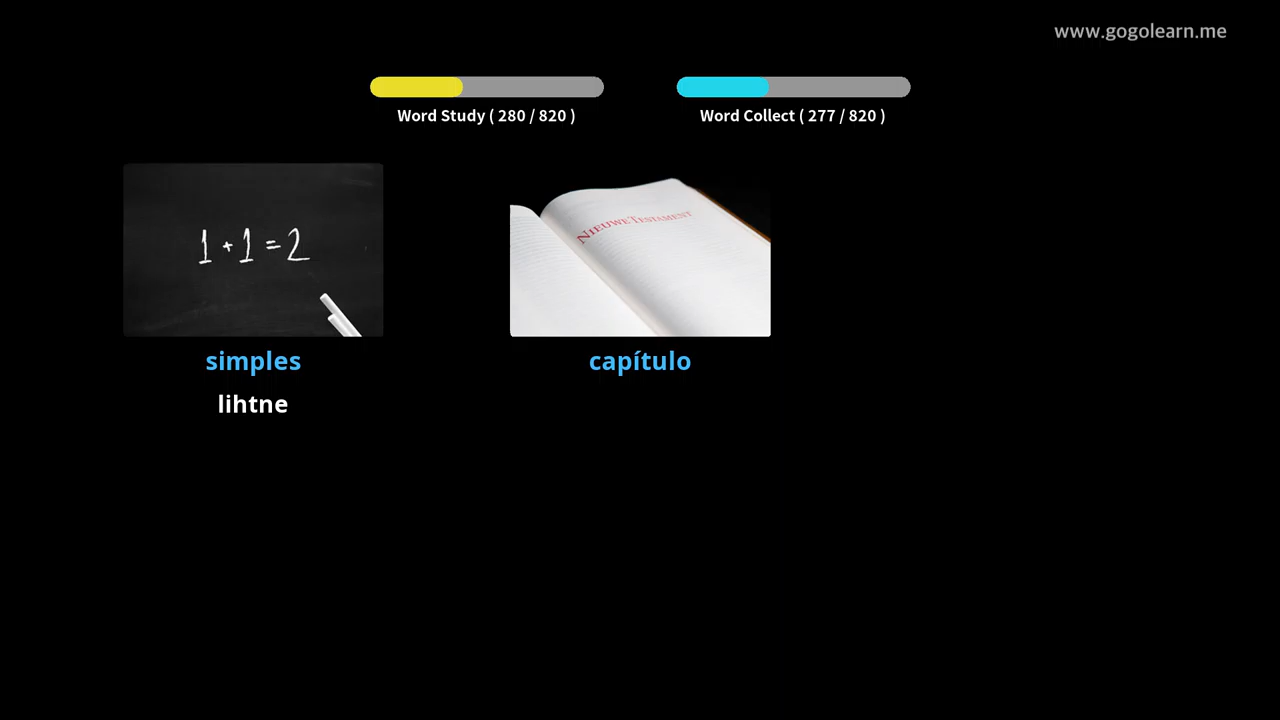 www.gogolearn.me
Word Study ( 280 / 820 )
Word Collect ( 277 / 820 )
1 + 1 = 2
NIEUWE TESTAMENT
simples
capítulo
lihtne